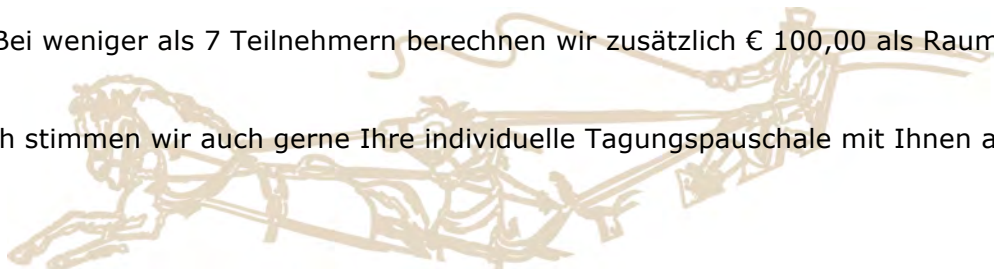 Bei weniger als 7 Teilnehmern berechnen wir zusätzlich € 100,00 als Raum
h stimmen wir auch gerne Ihre individuelle Tagungspauschale mit Ihnen a